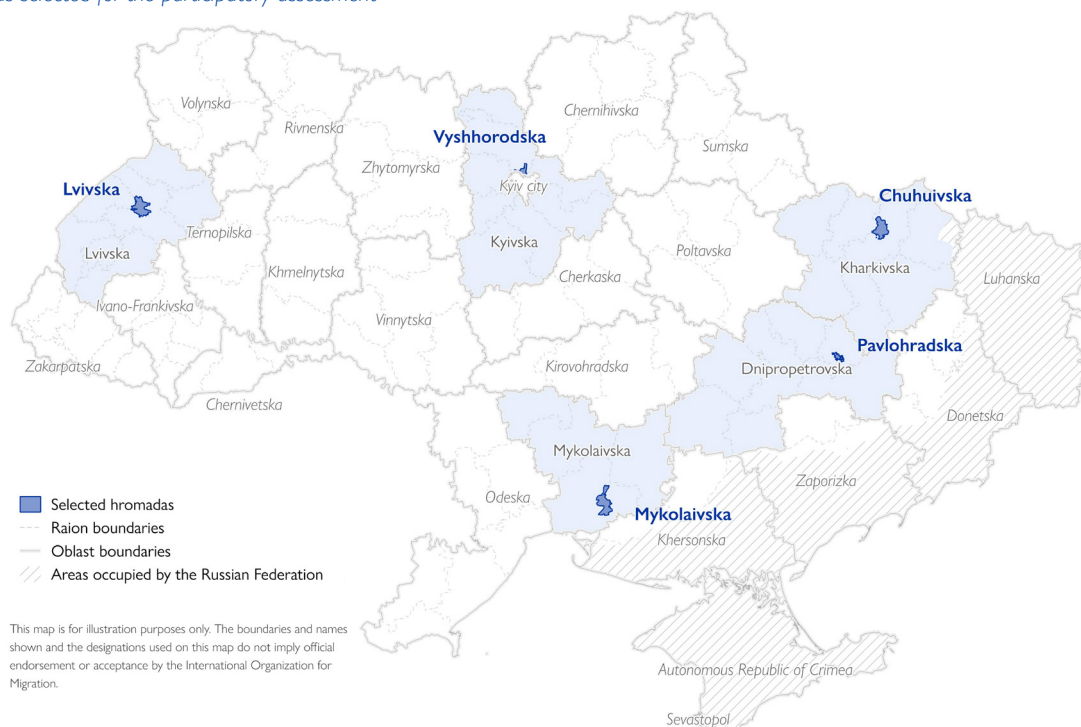 selected for the participatory assessment
Volynska
Rivnenska
Zhytomyrska
Vyshhorodska
Kyiv city
Chernihivska
Sumska
Lvivska
Lvivska
Ternopilska
Khmelnytska
Kyivska
Cherkaska
Poltavska
Chuhuivska
Kharkivska
Luhanska
Ivano-Frankivska
Vinnytska
Zakarpatska
Chernivetska
Kirovohradska
Dnipropetrovska
Pavlohradska
Donetska
Mykolaivska
Odeska
Mykolaivska
Khersonska
Zaporizka
Autonomous Republic of Crimea
Sevastopol
Selected hromadas
Raion boundaries
Oblast boundaries
Areas occupied by the Russian Federation
This map is for illustration purposes only. The boundaries and names
shown and the designations used on this map do not imply official
endorsement or acceptance by the International Organization for
Migration.